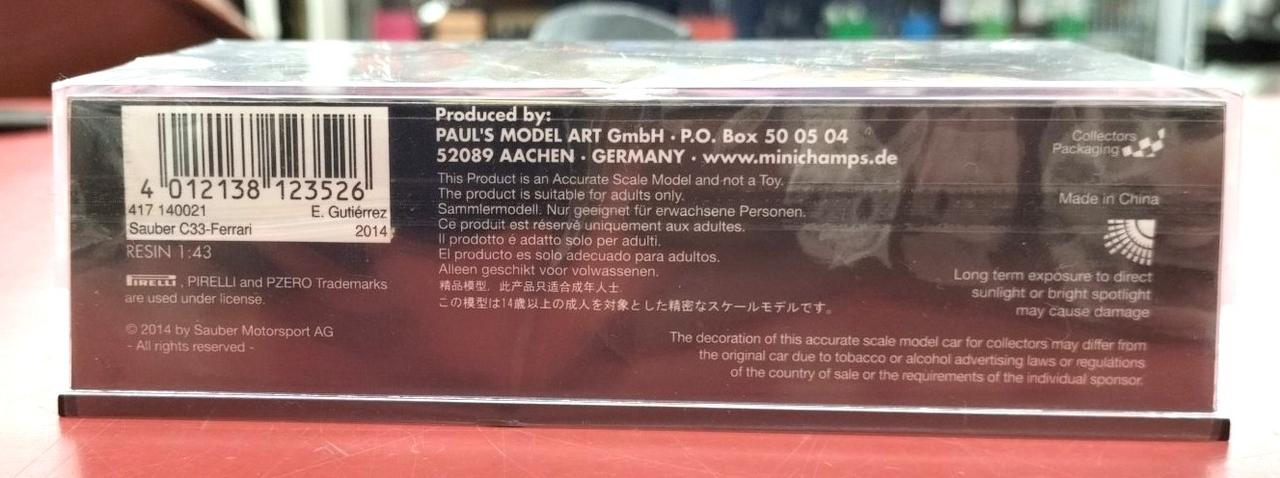 4 012138 123526
417 140021 E. Gutiérrez
Sauber C33-Ferrari 2014
RESIN 1:43
PIRELLI, PIRELLI and PZERO Trademarks
are used under license.
© 2014 by Sauber Motorsport AG
- All rights reserved -
Produced by:
PAUL'S MODEL ART GmbH · P.O. Box 50 05 04
52089 AACHEN · GERMANY · www.minichamps.de
This Product is an Accurate Scale Model and not a Toy.
The product is suitable for adults only.
Sammlermodell. Nur geeignet für erwachsene Personen.
Ce produit est réservé uniquement aux adultes.
Il prodotto é adatto solo per adulti.
El producto es solo adecuado para adultos.
Alleen geschikt voor volwassenen.
精品模型．此产品只适合成年人士
この模型は14歳以上の成人を対象とした精密なスケールモデルです。
Collectors
Packaging
Made in China
Long term exposure to direct
sunlight or bright spotlight
may cause damage
The decoration of this accurate scale model car for collectors may differ from
the original car due to tobacco or alcohol advertising laws or regulations
of the country of sale or the requirements of the individual sponsor.